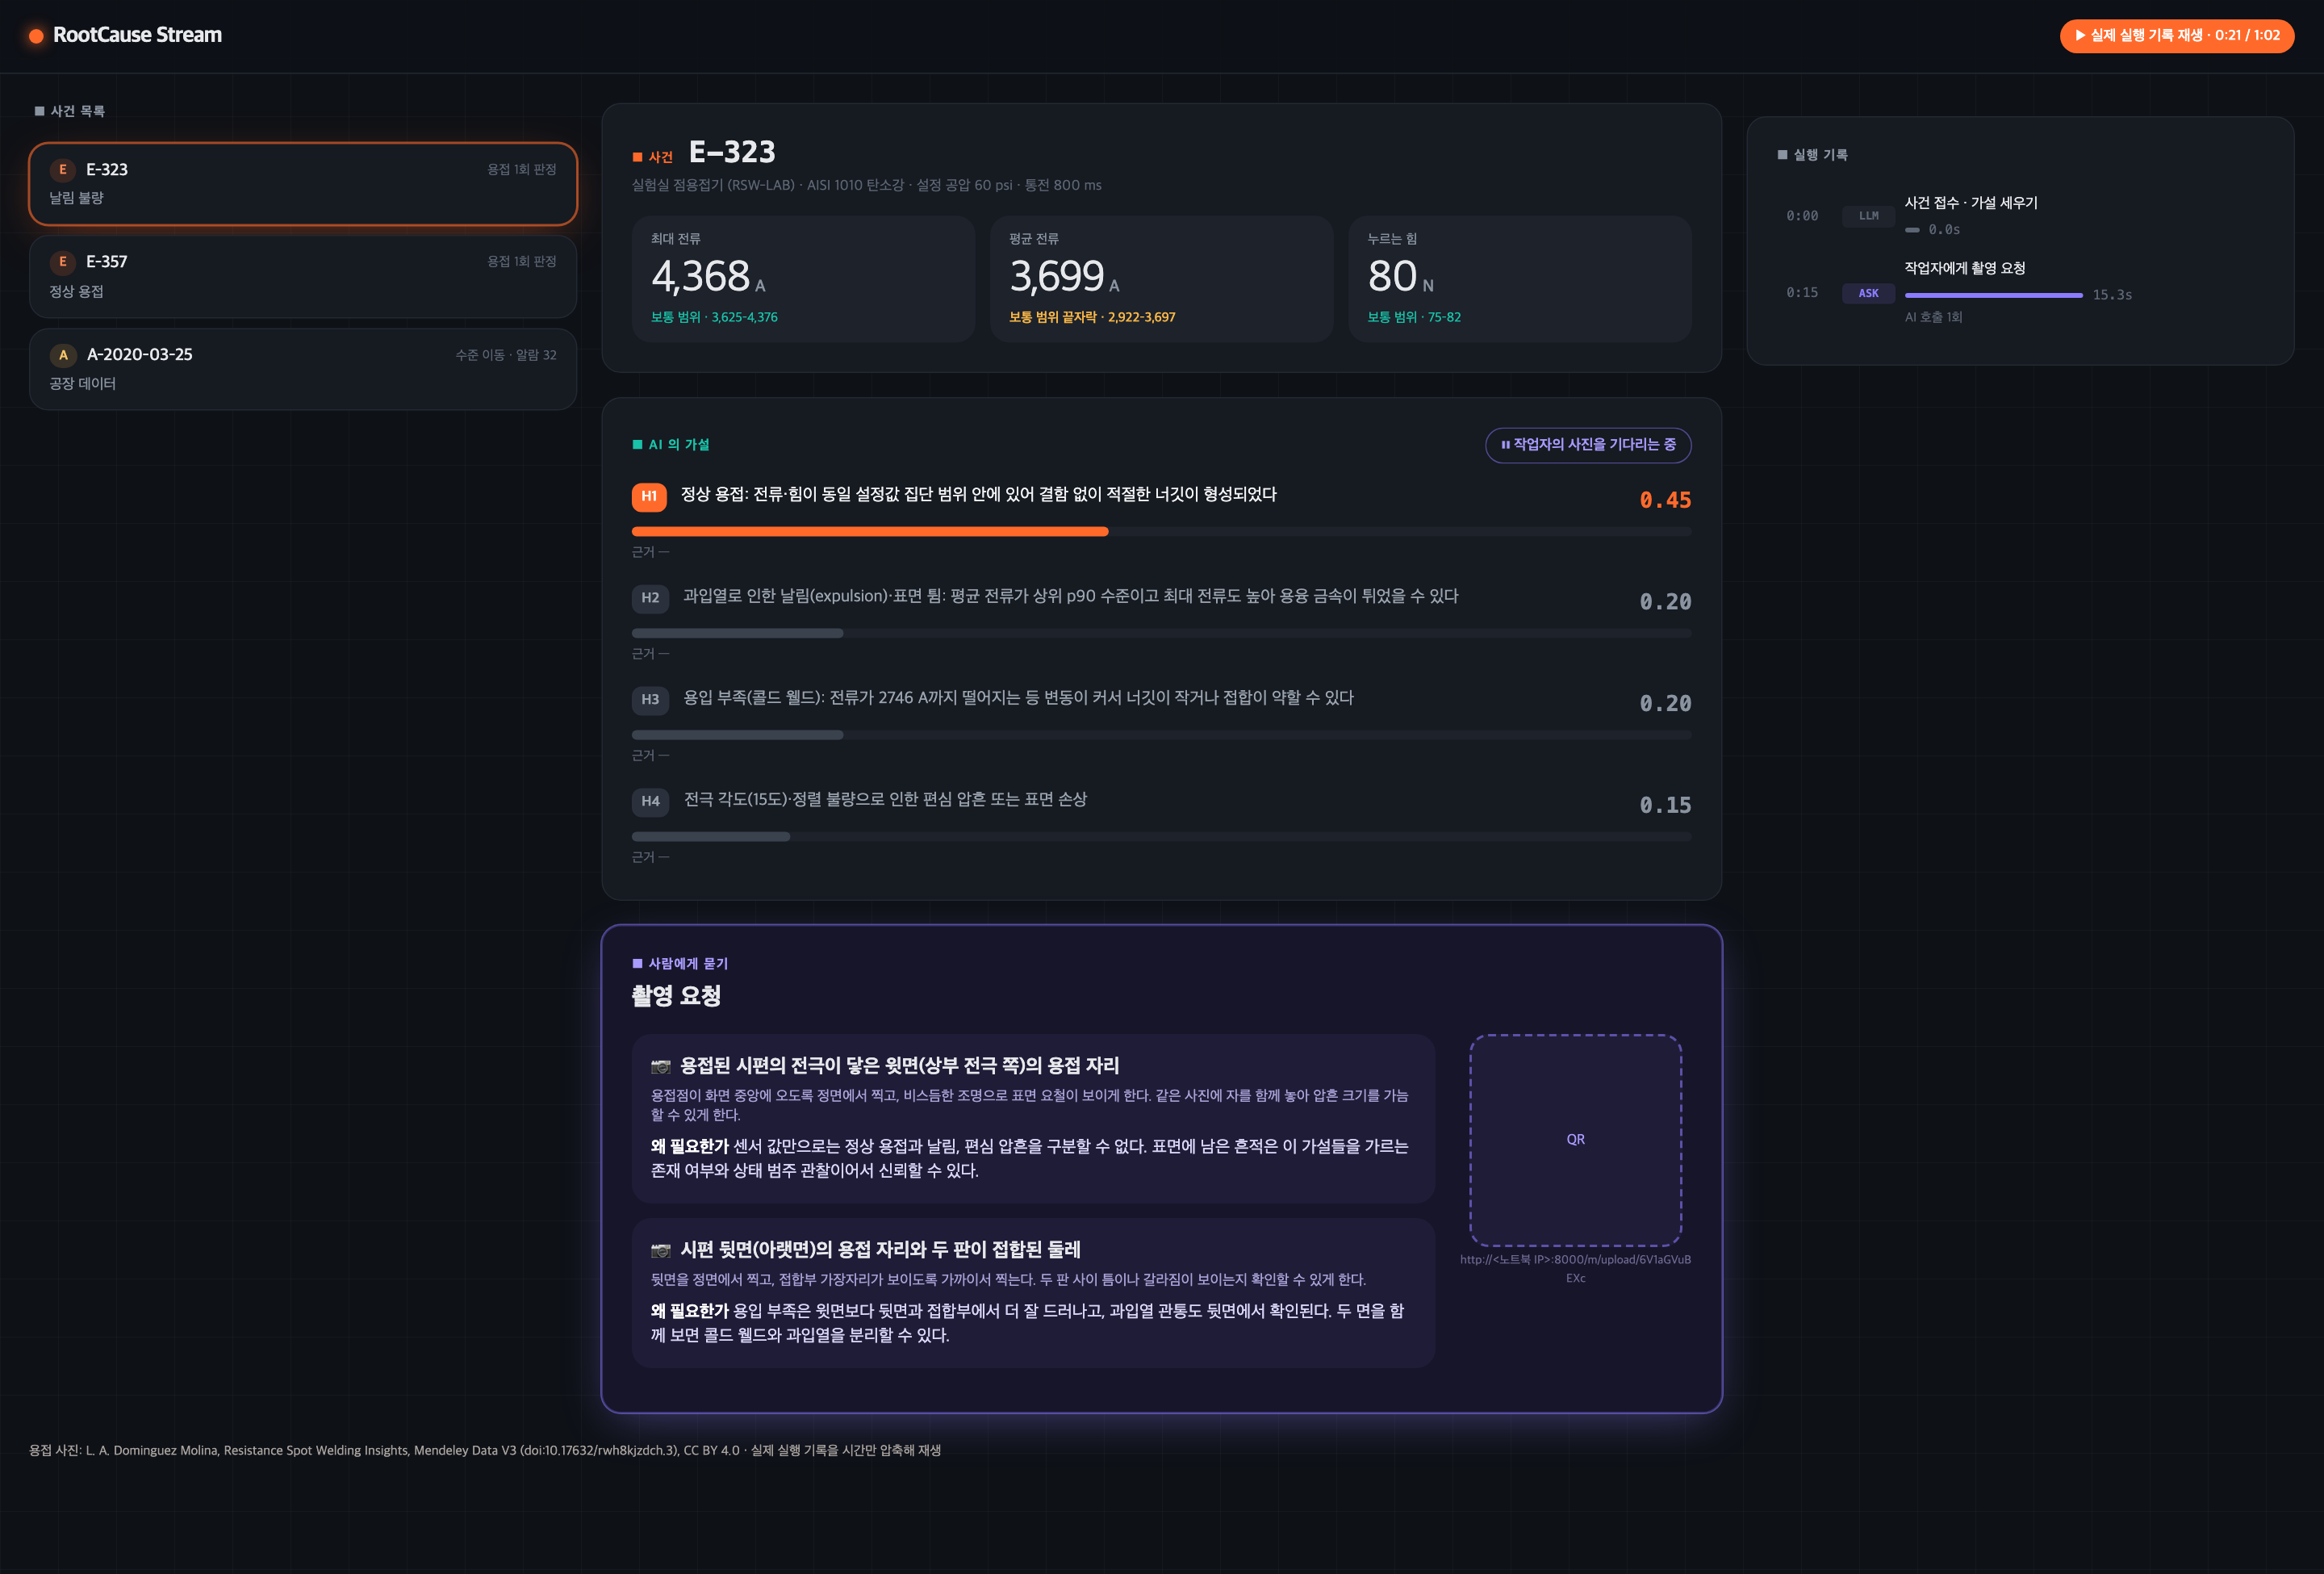 RootCause Stream
▶ 실제 실행 기록 재생 · 0:21 / 1:02
■ 사건 목록
E E-323 용접 1회 판정
날림 불량
E E-357 용접 1회 판정
정상 용접
A A-2020-03-25 수준 이동 · 알람 32
공장 데이터
■ 사건 E-323
실험실 점용접기 (RSW-LAB) · AISI 1010 탄소강 · 설정 공압 60 psi · 통전 800 ms
최대 전류
4,368 A
보통 범위 · 3,625-4,376
평균 전류
3,699 A
보통 범위 끝자락 · 2,922-3,697
누르는 힘
80 N
보통 범위 · 75-82
■ AI 의 가설
작업자의 사진을 기다리는 중
H1 정상 용접: 전류·힘이 동일 설정값 집단 범위 안에 있어 결함 없이 적절한 너깃이 형성되었다 0.45
근거 —
H2 과입열로 인한 날림(expulsion)·표면 튐: 평균 전류가 상위 p90 수준이고 최대 전류도 높아 용융 금속이 튀었을 수 있다 0.20
근거 —
H3 용입 부족(콜드 웰드): 전류가 2746 A까지 떨어지는 등 변동이 커서 너깃이 작거나 접합이 약할 수 있다 0.20
근거 —
H4 전극 각도(15도)·정렬 불량으로 인한 편심 압흔 또는 표면 손상 0.15
근거 —
■ 사람에게 묻기
촬영 요청
📷 용접된 시편의 전극이 닿은 윗면(상부 전극 쪽)의 용접 자리
용접점이 화면 중앙에 오도록 정면에서 찍고, 비스듬한 조명으로 표면 요철이 보이게 한다. 같은 사진에 자를 함께 놓아 압흔 크기를 가늠
할 수 있게 한다.
왜 필요한가 센서 값만으로는 정상 용접과 날림, 편심 압흔을 구분할 수 없다. 표면에 남은 흔적은 이 가설들을 가르는
존재 여부와 상태 범주 관찰이어서 신뢰할 수 있다.
📷 시편 뒷면(아랫면)의 용접 자리와 두 판이 접합된 둘레
뒷면을 정면에서 찍고, 접합부 가장자리가 보이도록 가까이서 찍는다. 두 판 사이 틈이나 갈라짐이 보이는지 확인할 수 있게 한다.
왜 필요한가 용입 부족은 윗면보다 뒷면과 접합부에서 더 잘 드러나고, 과입열 관통도 뒷면에서 확인된다. 두 면을 함
께 보면 콜드 웰드와 과입열을 분리할 수 있다.
QR
http://<노트북 IP>:8000/m/upload/6V1aGVuB
EXc
■ 실행 기록
0:00 LLM 사건 접수 · 가설 세우기
0.0s
0:15 ASK 작업자에게 촬영 요청
15.3s
AI 호출 1회
용접 사진: L. A. Dominguez Molina, Resistance Spot Welding Insights, Mendeley Data V3 (doi:10.17632/rwh8kjzdch.3), CC BY 4.0 · 실제 실행 기록을 시간만 압축해 재생